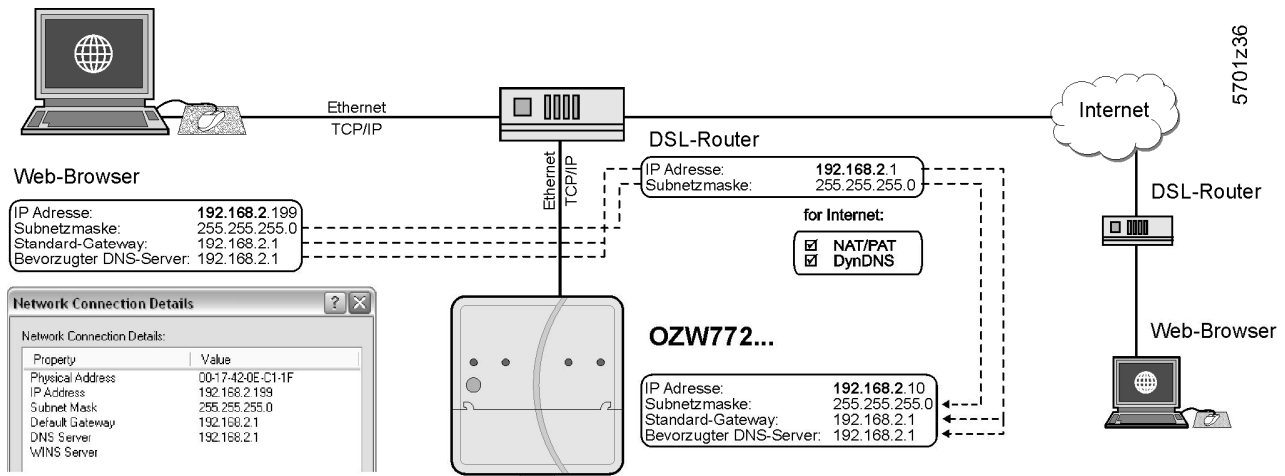 5701z36
Ethernet
TCP/IP
Internet
DSL-Router
Ethernet
TCP/IP
IP Adresse: 192.168.2.1
Subnetzmaske: 255.255.255.0
for Internet:
NAT/PAT
DynDNS
Web-Browser
IP Adresse: 192.168.2.199
Subnetzmaske: 255.255.255.0
Standard-Gateway: 192.168.2.1
Bevorzugter DNS-Server: 192.168.2.1
DSL-Router
Network Connection Details
Network Connection Details:
Property Value
Physical Address 00-17-42-0E-C1-1F
IP Address 192.168.2.199
Subnet Mask 255.255.255.0
Default Gateway 192.168.2.1
DNS Server 192.168.2.1
WINS Server
OZW772...
IP Adresse: 192.168.2.10
Subnetzmaske: 255.255.255.0
Standard-Gateway: 192.168.2.1
Bevorzugter DNS-Server: 192.168.2.1
Web-Browser